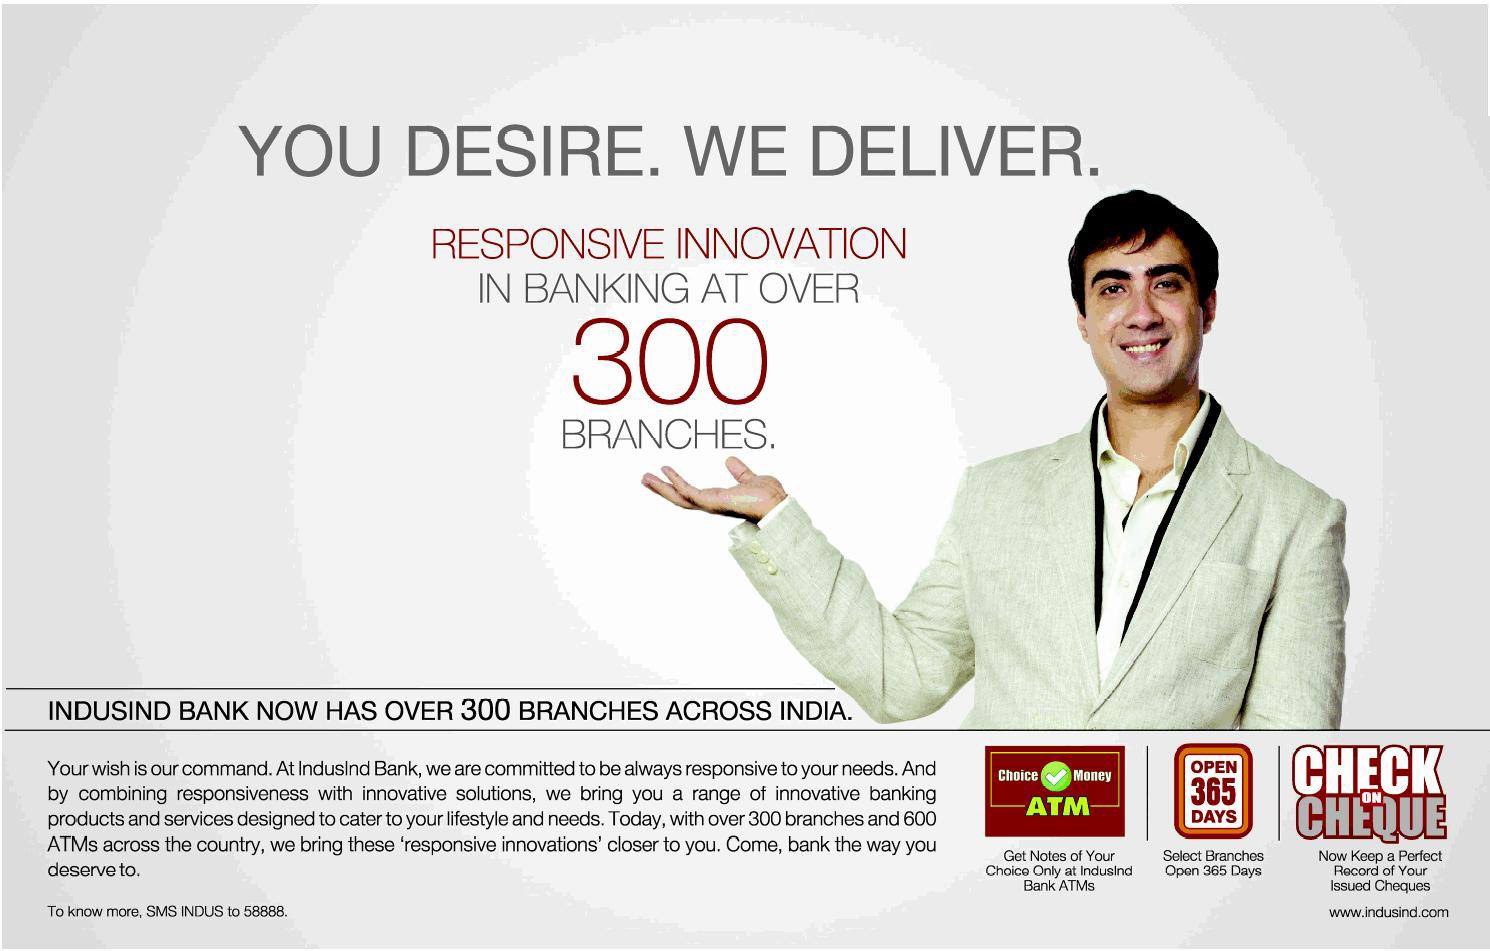 YOU DESIRE. WE DELIVER.
RESPONSIVE INNOVATION
IN BANKING AT OVER
300
BRANCHES.
INDUSIND BANK NOW HAS OVER 300 BRANCHES ACROSS INDIA.
Your wish is our command. At IndusInd Bank, we are committed to be always responsive to your needs. And
by combining responsiveness with innovative solutions, we bring you a range of innovative banking
products and services designed to cater to your lifestyle and needs. Today, with over 300 branches and 600
ATMs across the country, we bring these ‘responsive innovations’ closer to you. Come, bank the way you
deserve to.
To know more, SMS INDUS to 58888.
Choice Money
ATM
Get Notes of Your
Choice Only at IndusInd
Bank ATMs
OPEN
365
DAYS
Select Branches
Open 365 Days
CHECK
ON
CHEQUE
Now Keep a Perfect
Record of Your
Issued Cheques
www.indusind.com